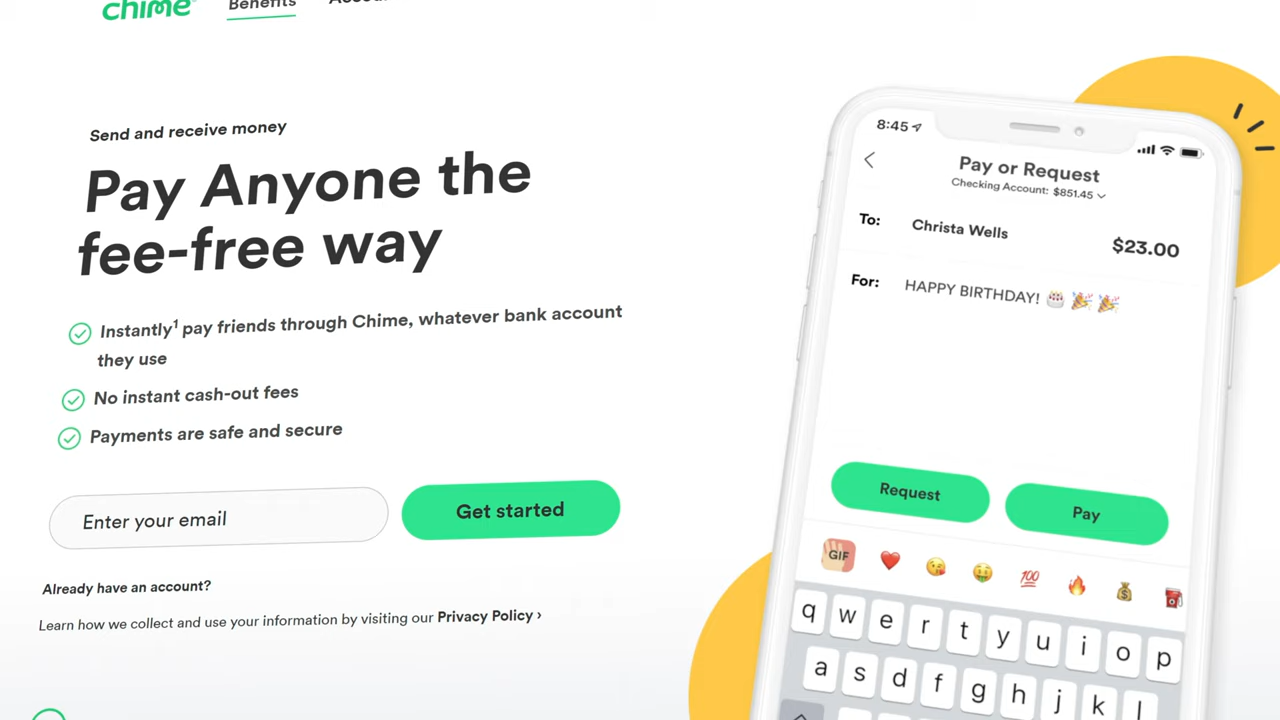 chime
Benefits
Send and receive money
Pay Anyone the
fee-free way
Instantly¹ pay friends through Chime, whatever bank account
they use
No instant cash-out fees
Payments are safe and secure
Enter your email
Get started
Already have an account?
Learn how we collect and use your information by visiting our Privacy Policy ›
8:45
Pay or Request
Checking Account: $851.45
To: Christa Wells $23.00
For: HAPPY BIRTHDAY! 🎂 🎉 🎉
Request
Pay
GIF ❤️ 😘 🤑 💯 🔥 💰 ⛽
q w e r t y u i o p
a s d f g h j k l